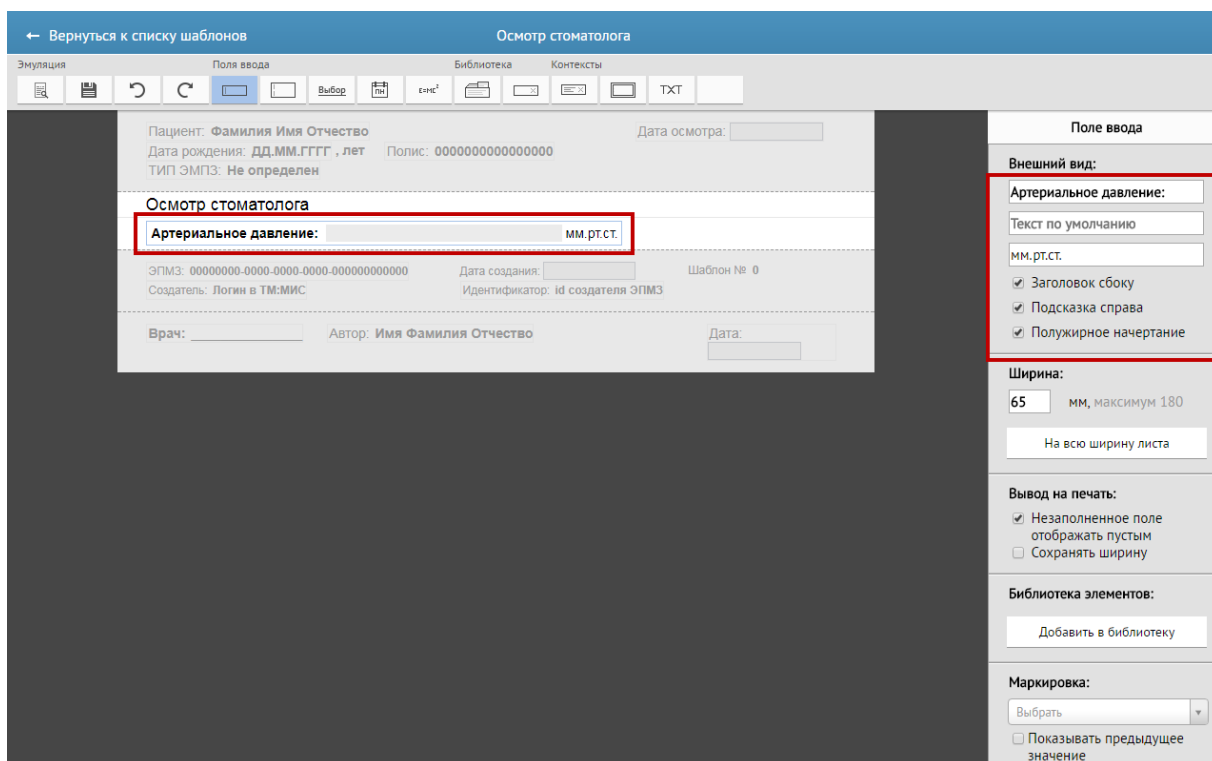 ← Вернуться к списку шаблонов Осмотр стоматолога
Эмуляция Поля ввода Библиотека Контексты
Выбор ПН E=MC² TXT
Пациент: Фамилия Имя Отчество Дата осмотра:
Дата рождения: ДД.ММ.ГГГГ , лет Полис: 0000000000000000
ТИП ЭМПЗ: Не определен
Осмотр стоматолога
Артериальное давление: мм.рт.ст.
ЭПМЗ: 00000000-0000-0000-0000-000000000000 Дата создания: Шаблон № 0
Создатель: Логин в ТМ:МИС Идентификатор: id создателя ЭПМЗ
Врач: Автор: Имя Фамилия Отчество Дата:
Поле ввода
Внешний вид:
Артериальное давление:
Текст по умолчанию
мм.рт.ст.
Заголовок сбоку
Подсказка справа
Полужирное начертание
Ширина:
65 мм, максимум 180
На всю ширину листа
Вывод на печать:
Незаполненное поле
отображать пустым
Сохранять ширину
Библиотека элементов:
Добавить в библиотеку
Маркировка:
Выбрать
Показывать предыдущее
значение